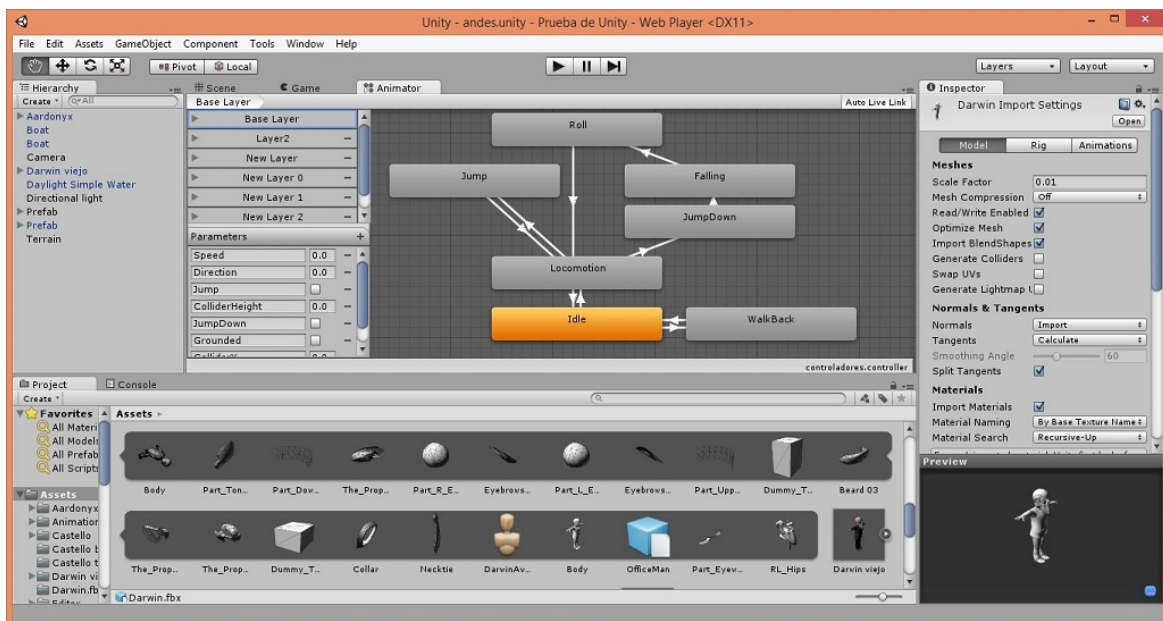 Unity - andes.unity - Prueba de Unity - Web Player <DX11>
File Edit Assets GameObject Component Tools Window Help
Pivot Local Layers Layout
Hierarchy
Create All
Aardonyx
Boat
Boat
Camera
Darwin viejo
Daylight Simple Water
Directional light
Prefab
Prefab
Terrain
Scene Game Animator
Base Layer Auto Live Link
Base Layer
Layer2
New Layer
New Layer 0
New Layer 1
New Layer 2
Parameters
Speed 0.0
Direction 0.0
Jump
ColliderHeight 0.0
JumpDown
Grounded
Roll
Jump
Falling
JumpDown
Locomotion
Idle
WalkBack
controladores.controller
Inspector
Darwin Import Settings
Open
Model Rig Animations
Meshes
Scale Factor 0.01
Mesh Compression Off
Read/Write Enabled
Optimize Mesh
Import BlendShapes
Generate Colliders
Swap UVs
Generate Lightmap
Normals & Tangents
Normals Import
Tangents Calculate
Smoothing Angle 60
Split Tangents
Materials
Import Materials
Material Naming By Base Texture Name
Material Search Recursive-Up
Preview
Project Console
Create
Favorites
All Materi
All Models
All Prefab
All Scripts
Assets
Aardonyx
Animation
Castello
Castello b
Castello t
Darwin vi
Darwin.fb
Editor
Assets
Body Part_Ton... Part_Dow... The_Prop... Part_R_E... Eyebrows... Part_L_E... Eyebrows... Part_Upp... Dummy_T... Beard 03
The_Prop... The_Prop... Dummy_T... Collar Necktie DarwinAv... Body OfficeMan Part_Eyew... RL_Hips Darwin viejo
Darwin.fbx